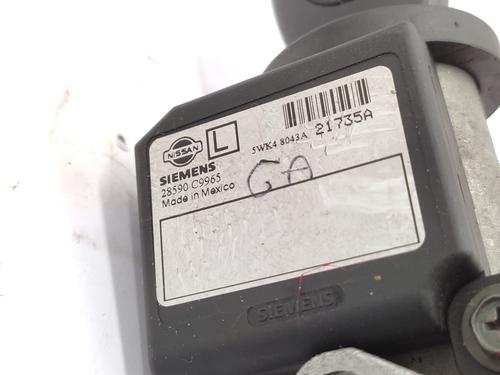 NISSAN
L
SIEMENS
28590 C9965
Made in Mexico
5WK4 8043A 21735A
GA
SIEMENS